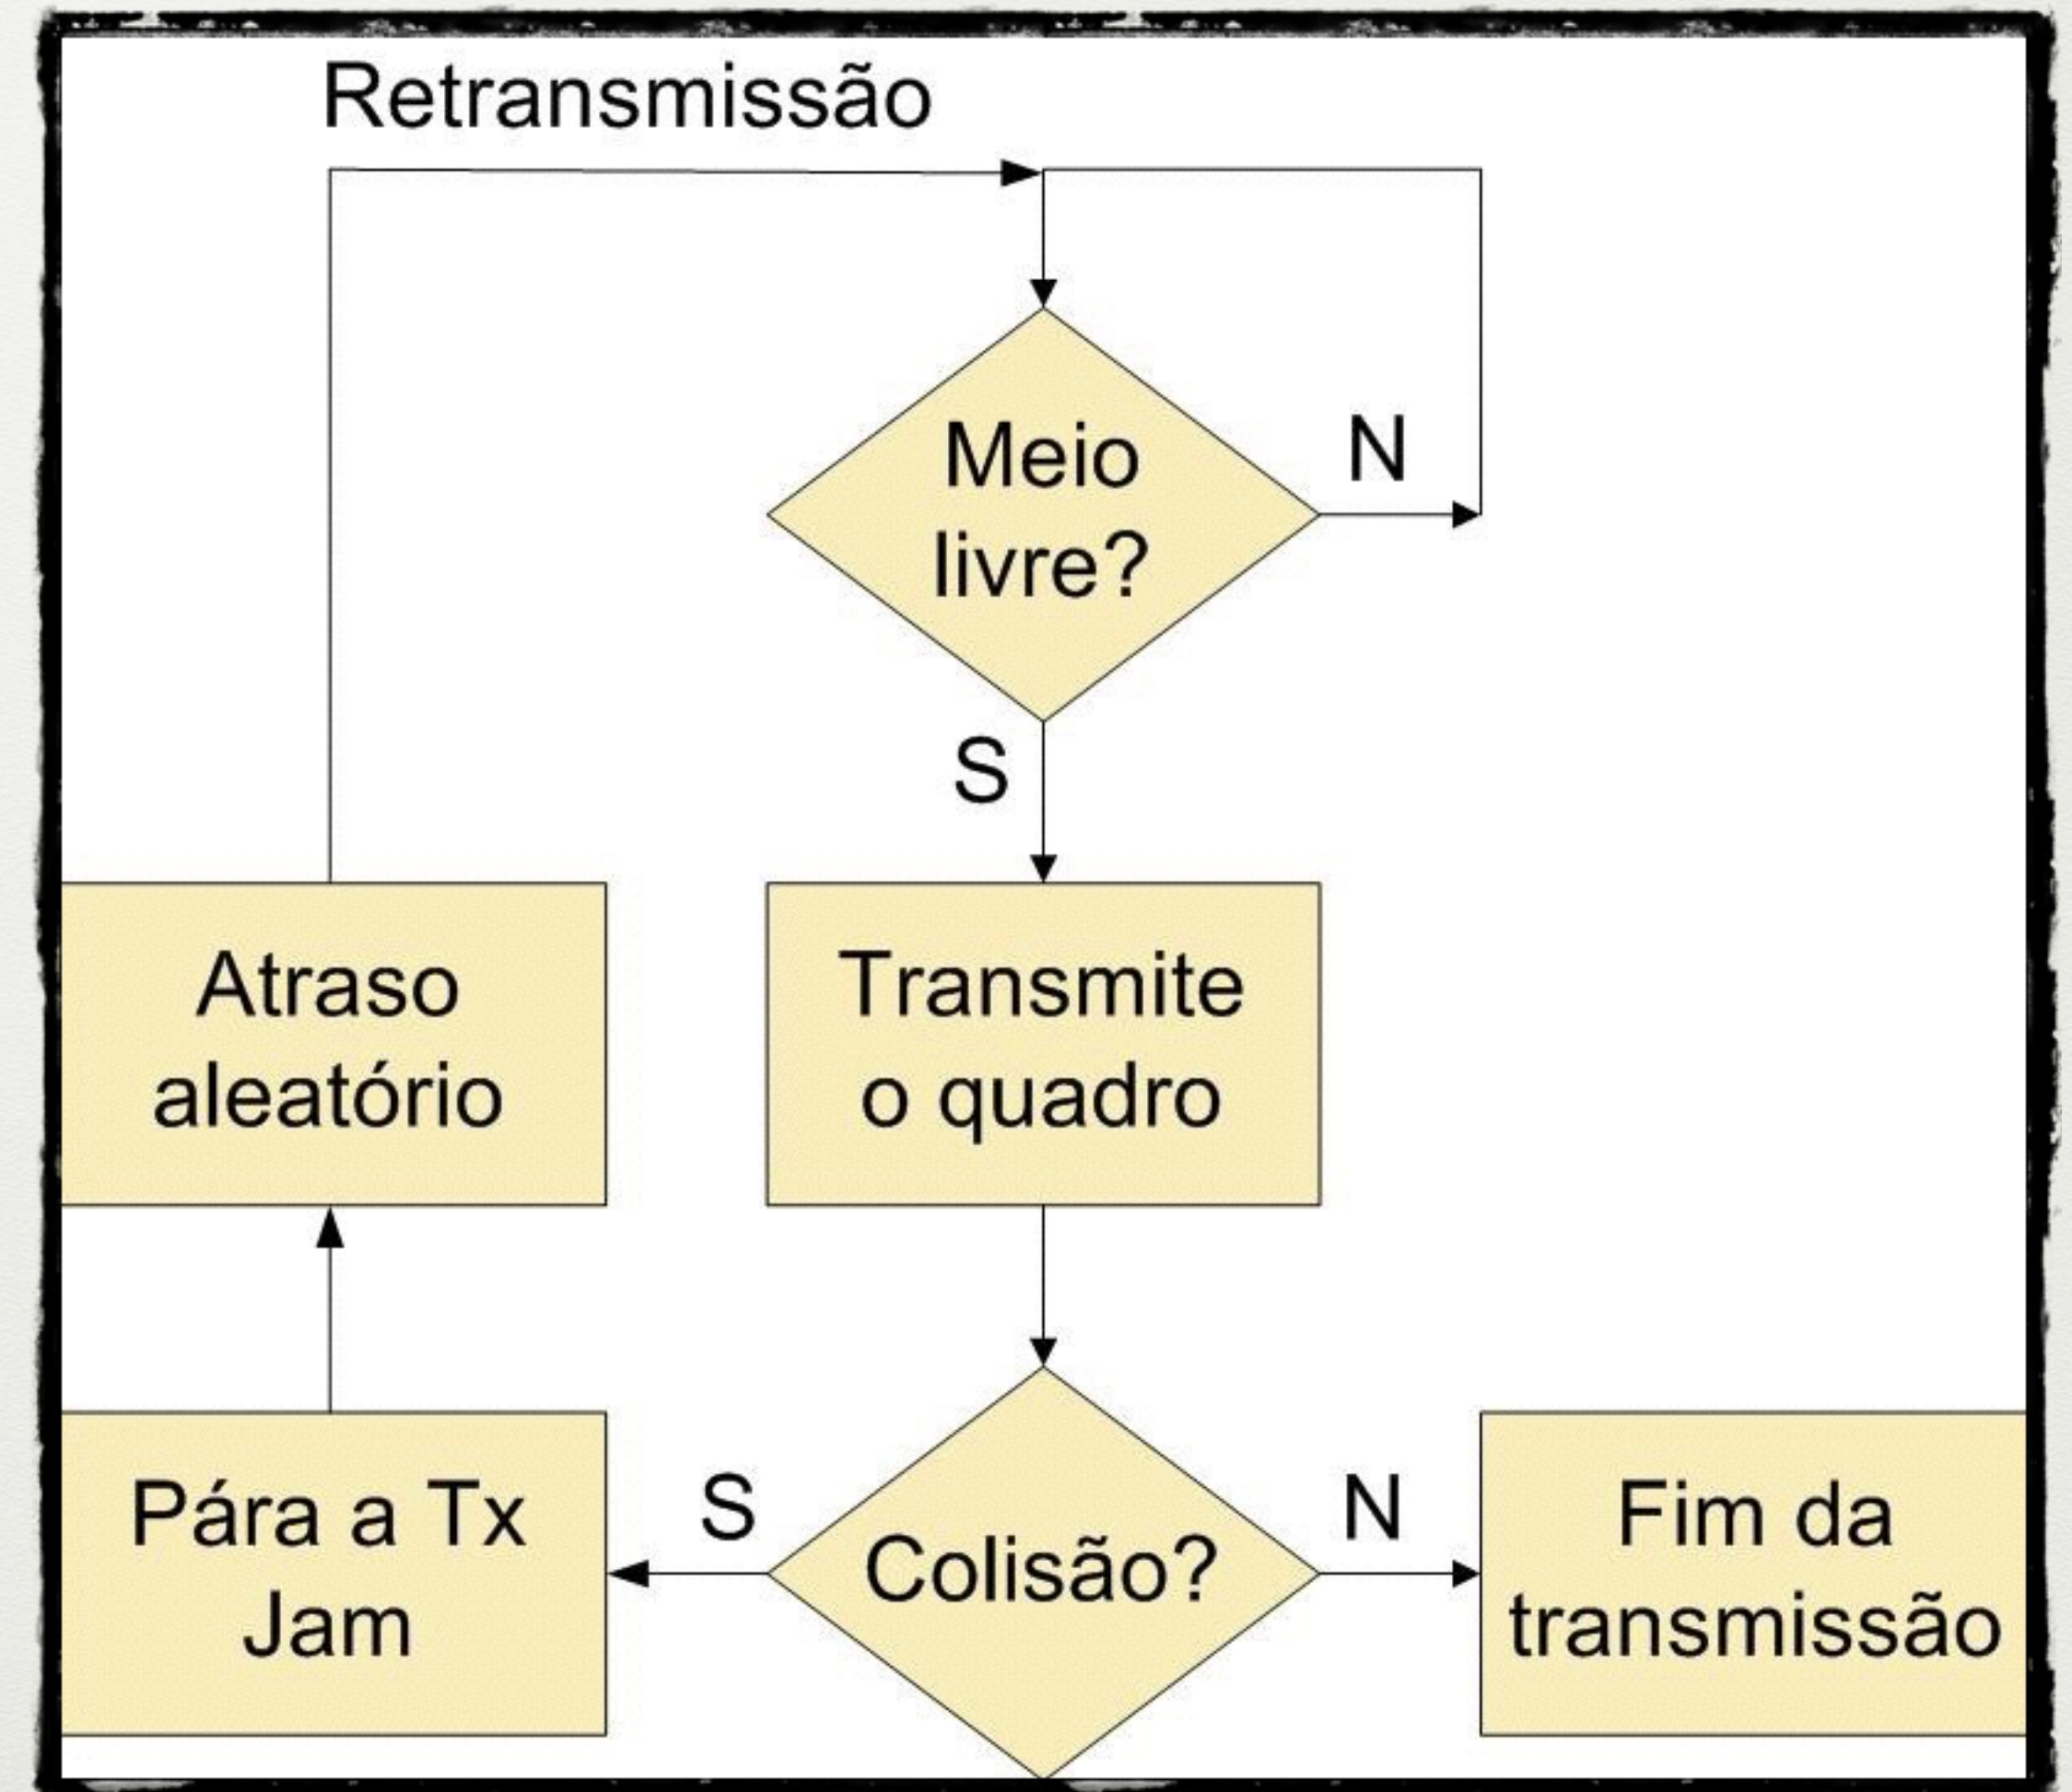 Retransmissão
Meio
livre?
N
S
Atraso
aleatório
Transmite
o quadro
Pára a Tx
Jam
S
Colisão?
N
Fim da
transmissão